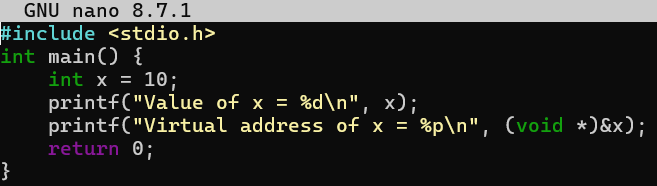 GNU nano 8.7.1
#include <stdio.h>
int main() {
    int x = 10;
    printf("Value of x = %d\n", x);
    printf("Virtual address of x = %p\n", (void *)&x);
    return 0;
}